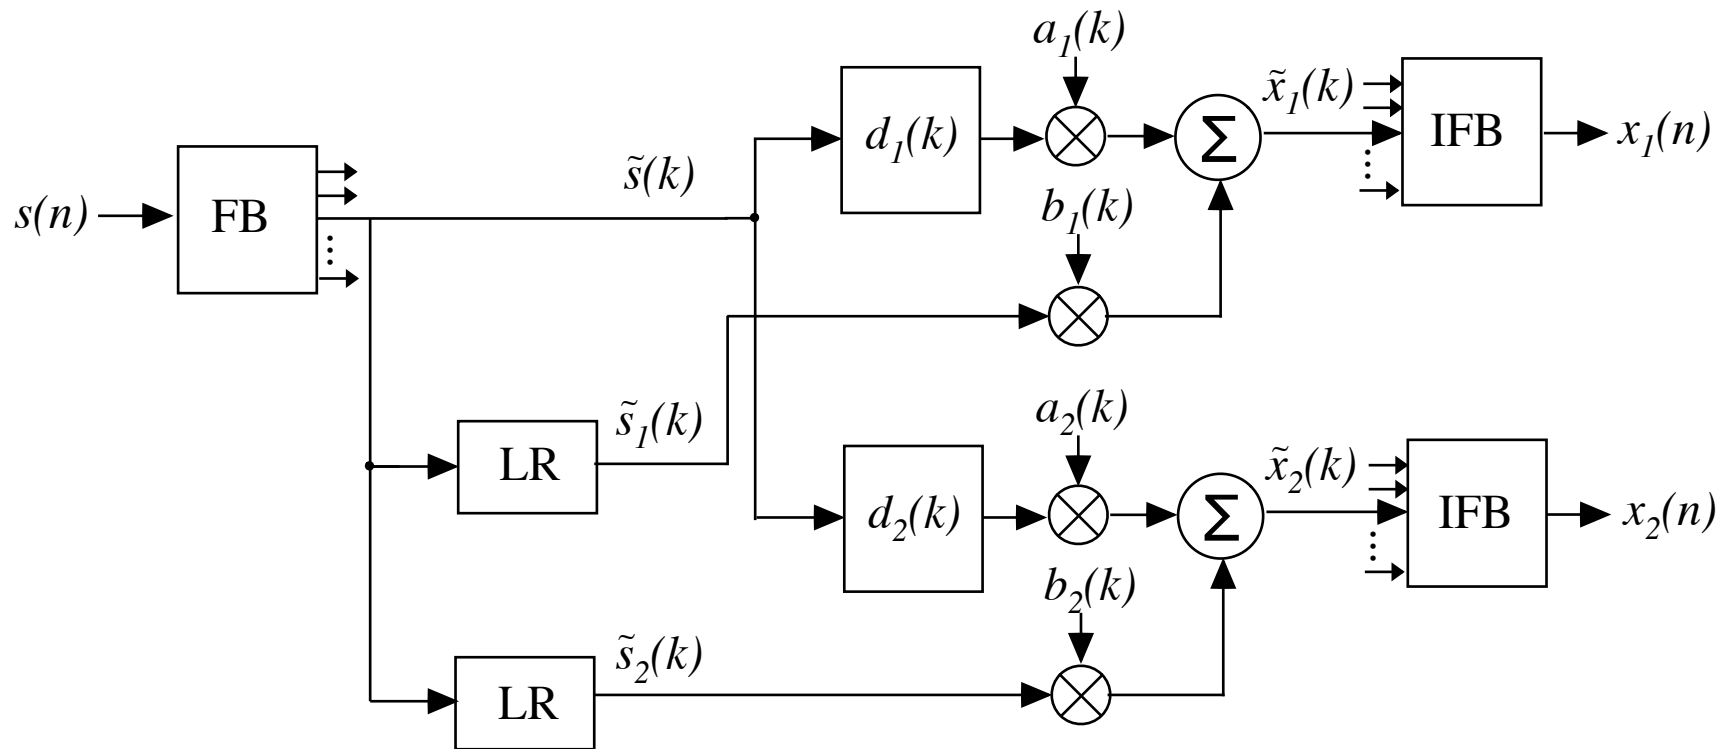 a₁(k)
x̃₁(k)
d₁(k)
Σ
IFB
x₁(n)
s̃(k)
s(n)
FB
b₁(k)
s̃₁(k)
LR
a₂(k)
x̃₂(k)
d₂(k)
Σ
IFB
x₂(n)
b₂(k)
s̃₂(k)
LR